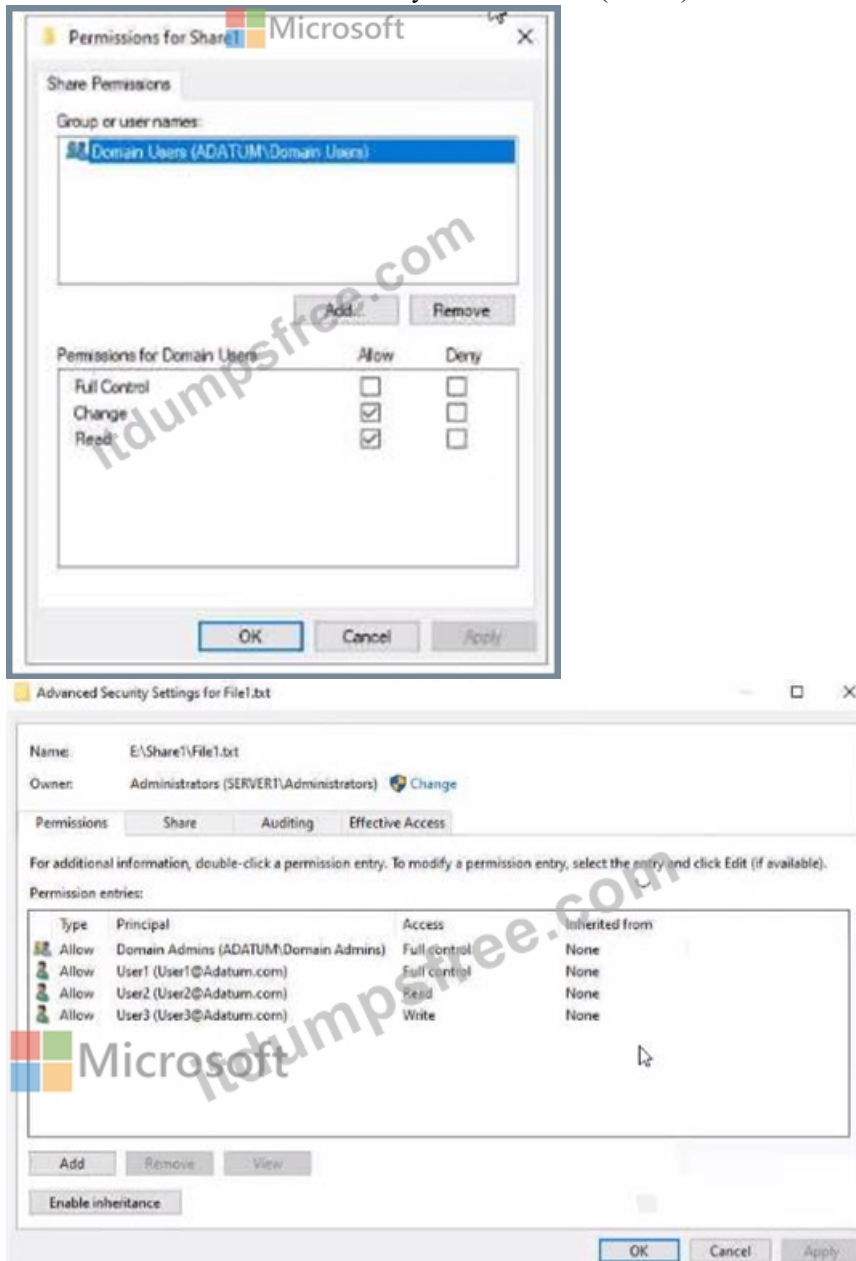 Microsoft
Permissions for Share1
Share Permissions
Group or user names:
Domain Users (ADATUM\Domain Users)
Add...
Remove
Permissions for Domain Users
Allow
Deny
Full Control
Change
Read
OK
Cancel
Apply
itdumpsfree.com
Advanced Security Settings for File1.txt
Name: E:\Share1\File1.txt
Owner: Administrators (SERVER1\Administrators) Change
Permissions Share Auditing Effective Access
For additional information, double-click a permission entry. To modify a permission entry, select the entry and click Edit (if available).
Permission entries:
Type Principal Access Inherited from
Allow Domain Admins (ADATUM\Domain Admins) Full control None
Allow User1 (User1@Adatum.com) Full control None
Allow User2 (User2@Adatum.com) Read None
Allow User3 (User3@Adatum.com) Write None
Microsoft
itdumpsfree.com
Add Remove View
Enable inheritance
OK Cancel Apply